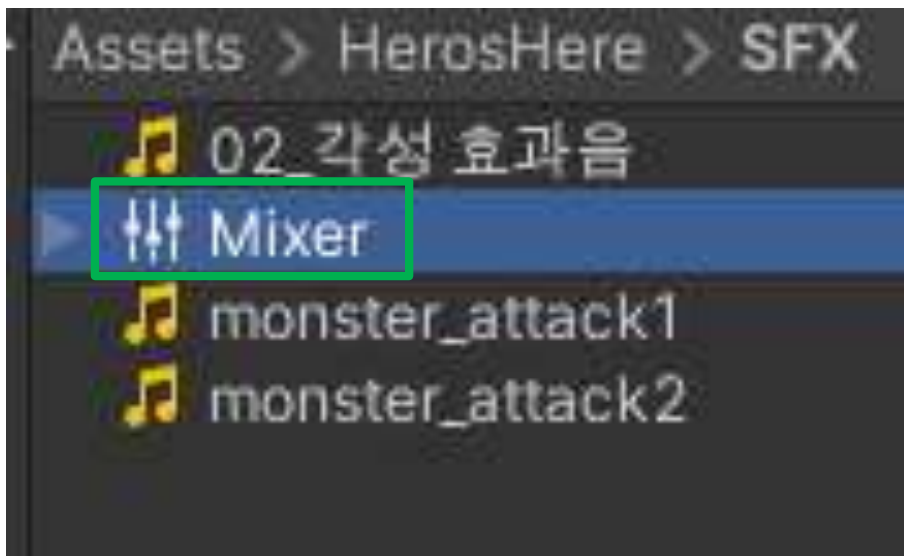 Assets > HerosHere > SFX
02_각성 효과음
Mixer
monster_attack1
monster_attack2